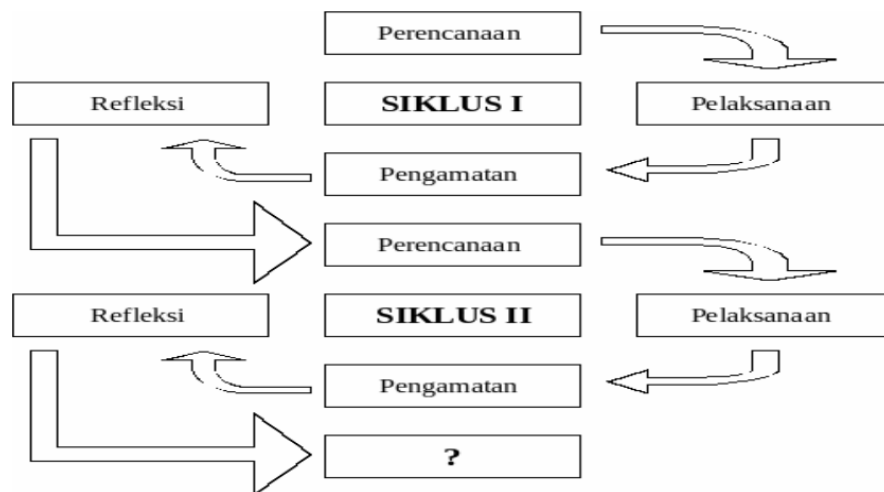 Perencanaan
Refleksi
SIKLUS I
Pelaksanaan
Pengamatan
Perencanaan
Refleksi
SIKLUS II
Pelaksanaan
Pengamatan
?